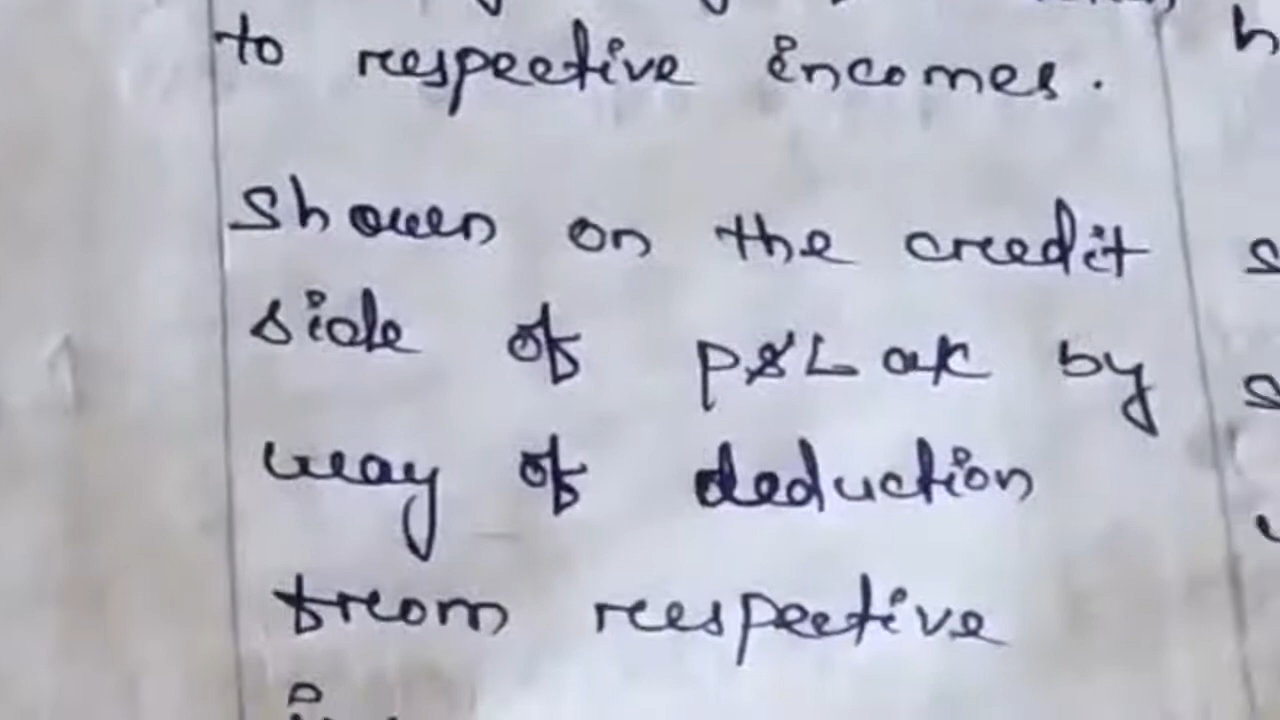 to respective incomes.
Shown on the credit
side of P&L a/c by
way of deduction
from respective